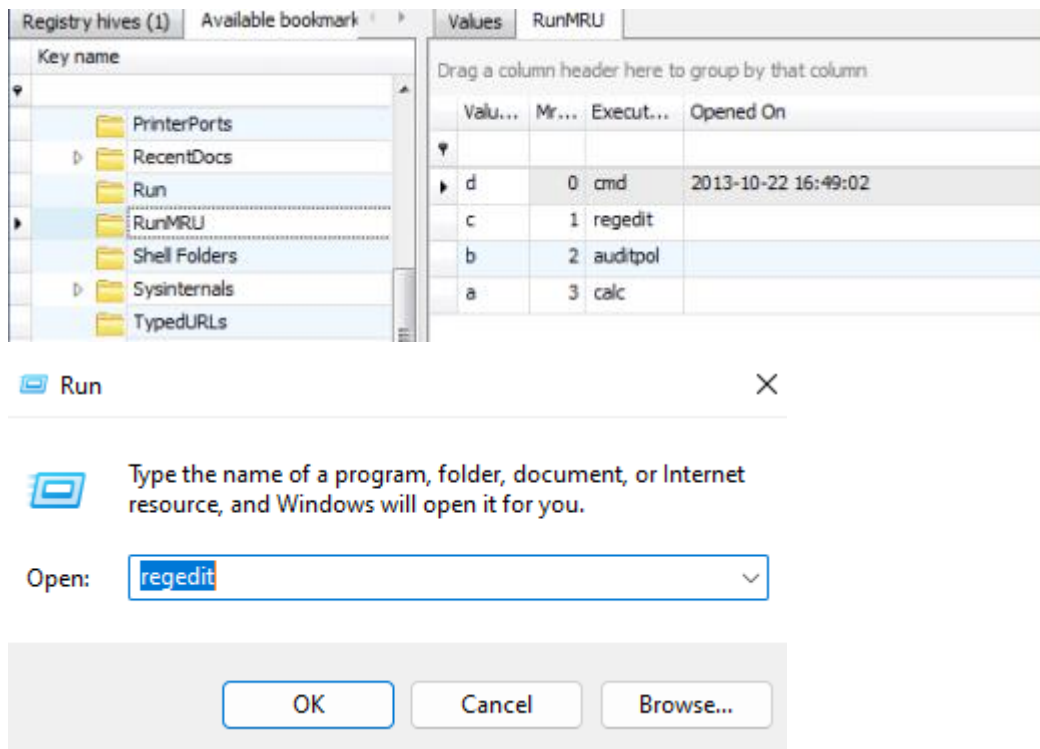 Registry hives (1) Available bookmark Values RunMRU
Key name
Drag a column header here to group by that column
Valu... Mr... Execut... Opened On
PrinterPorts
RecentDocs
Run
RunMRU
Shell Folders
Sysinternals
TypedURLs
d 0 cmd 2013-10-22 16:49:02
c 1 regedit
b 2 auditpol
a 3 calc
Run
Type the name of a program, folder, document, or Internet
resource, and Windows will open it for you.
Open: regedit
OK Cancel Browse...